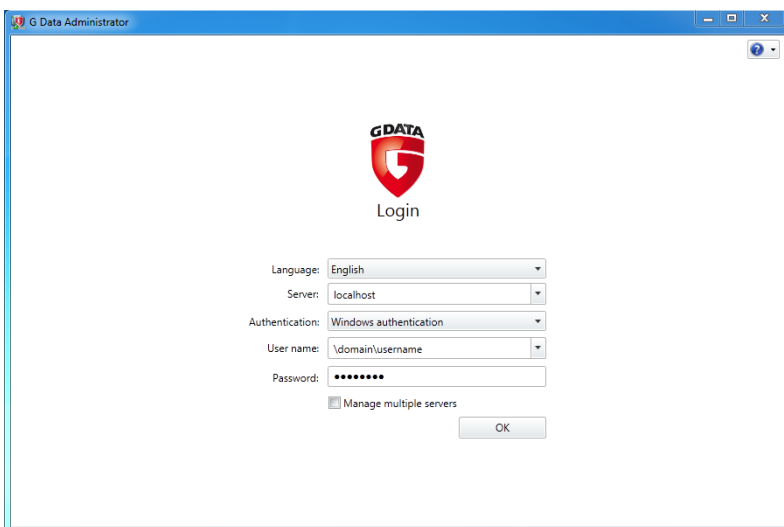 G Data Administrator
GDATA
Login
Language: English
Server: localhost
Authentication: Windows authentication
User name: \domain\username
Password: ●●●●●●●●
Manage multiple servers
OK